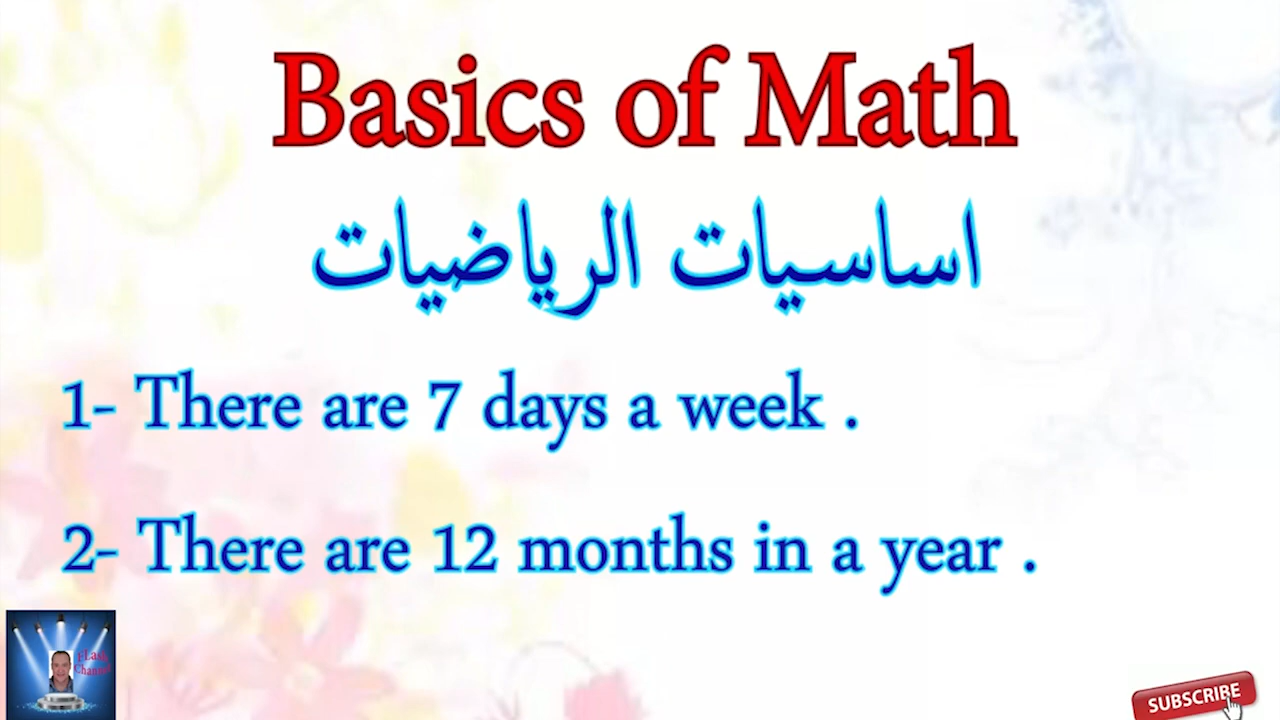 Basics of Math
اساسيات الرياضيات
1- There are 7 days a week .
2- There are 12 months in a year .
SUBSCRIBE